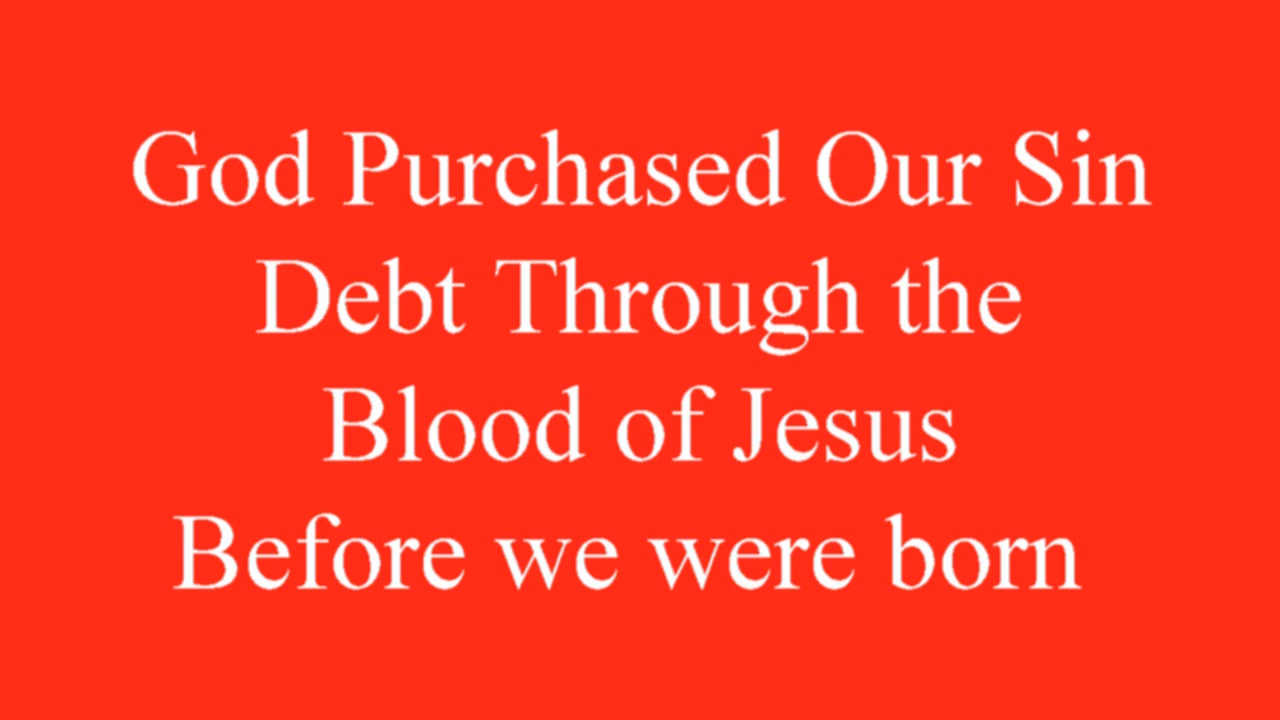 God Purchased Our Sin
Debt Through the
Blood of Jesus
Before we were born